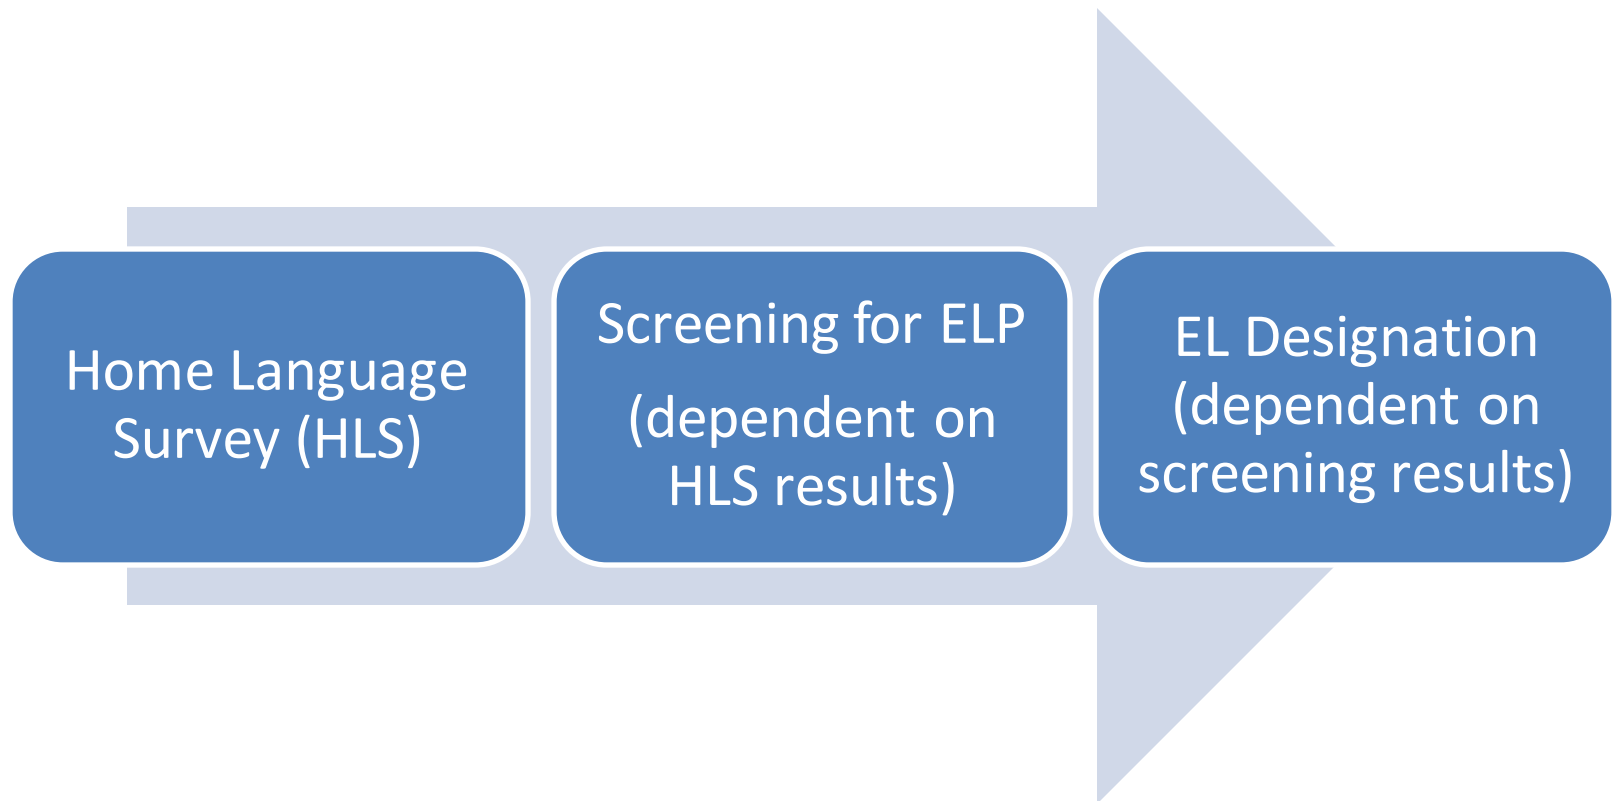 Home Language
Survey (HLS)
Screening for ELP
(dependent on
HLS results)
EL Designation
(dependent on
screening results)